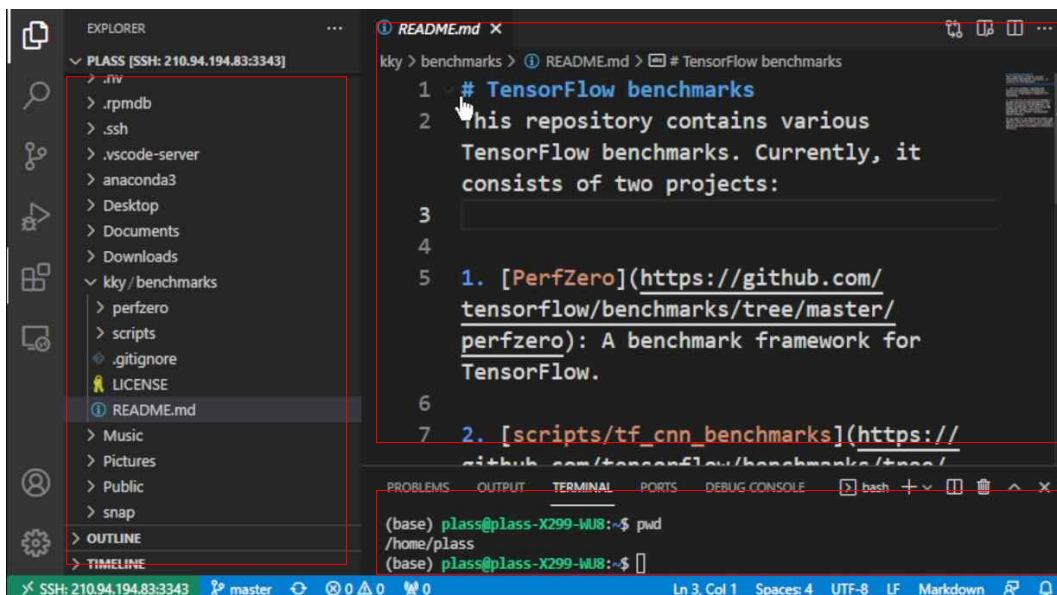 EXPLORER
PLASS [SSH: 210.94.194.83:3343]
.nv
.rpmdb
.ssh
.vscode-server
anaconda3
Desktop
Documents
Downloads
kky/benchmarks
perfzero
scripts
.gitignore
LICENSE
README.md
Music
Pictures
Public
snap
OUTLINE
TIMELINE
README.md
kky > benchmarks > README.md > # TensorFlow benchmarks
1 # TensorFlow benchmarks
2 This repository contains various
TensorFlow benchmarks. Currently, it
consists of two projects:
3
4
5 1. [PerfZero](https://github.com/
tensorflow/benchmarks/tree/master/
perfzero): A benchmark framework for
TensorFlow.
6
7 2. [scripts/tf_cnn_benchmarks](https://
github.com/tensorflow/benchmarks/tree/
PROBLEMS OUTPUT TERMINAL PORTS DEBUG CONSOLE bash
(base) plass@plass-X299-WU8:~$ pwd
/home/plass
(base) plass@plass-X299-WU8:~$
SSH: 210.94.194.83:3343 master 0 0 0 Ln 3, Col 1 Spaces: 4 UTF-8 LF Markdown